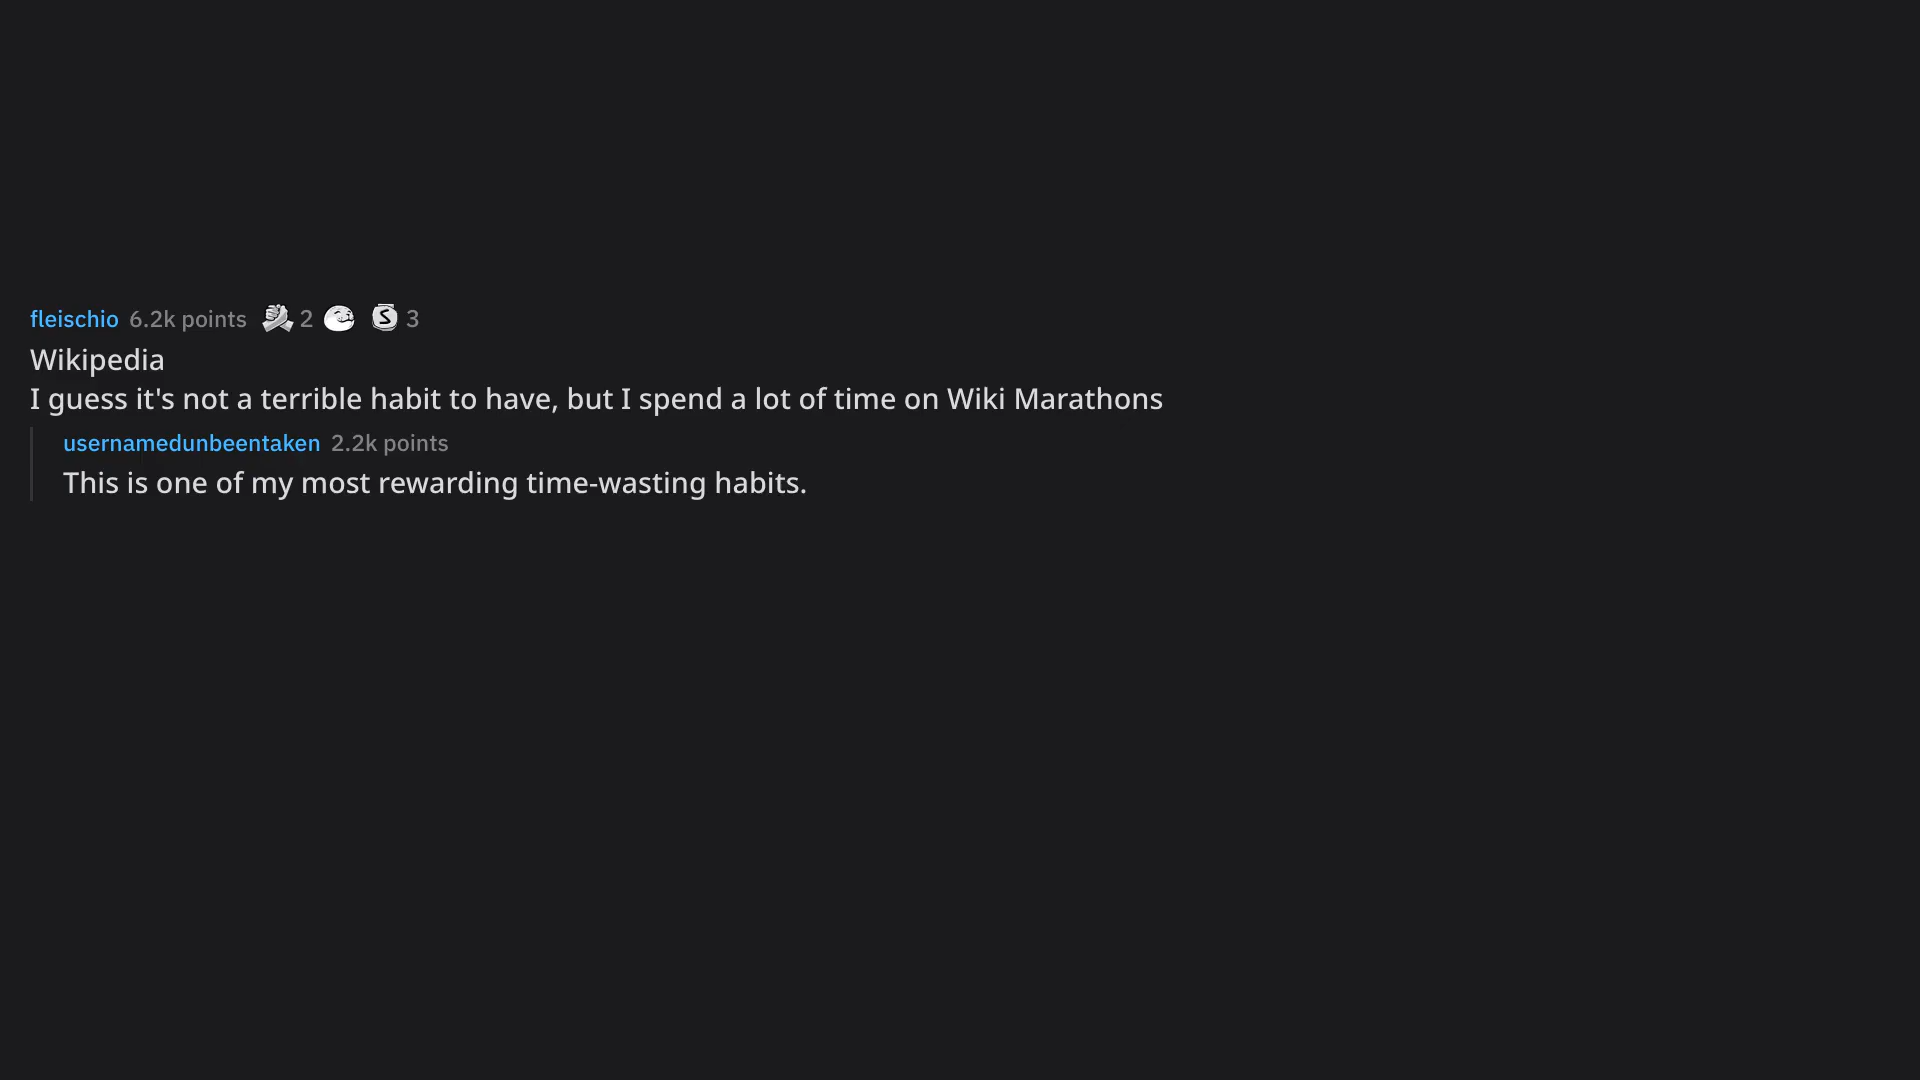 fleischio 6.2k points 2 S 3
Wikipedia
I guess it's not a terrible habit to have, but I spend a lot of time on Wiki Marathons
usernamedunbeentaken 2.2k points
This is one of my most rewarding time-wasting habits.